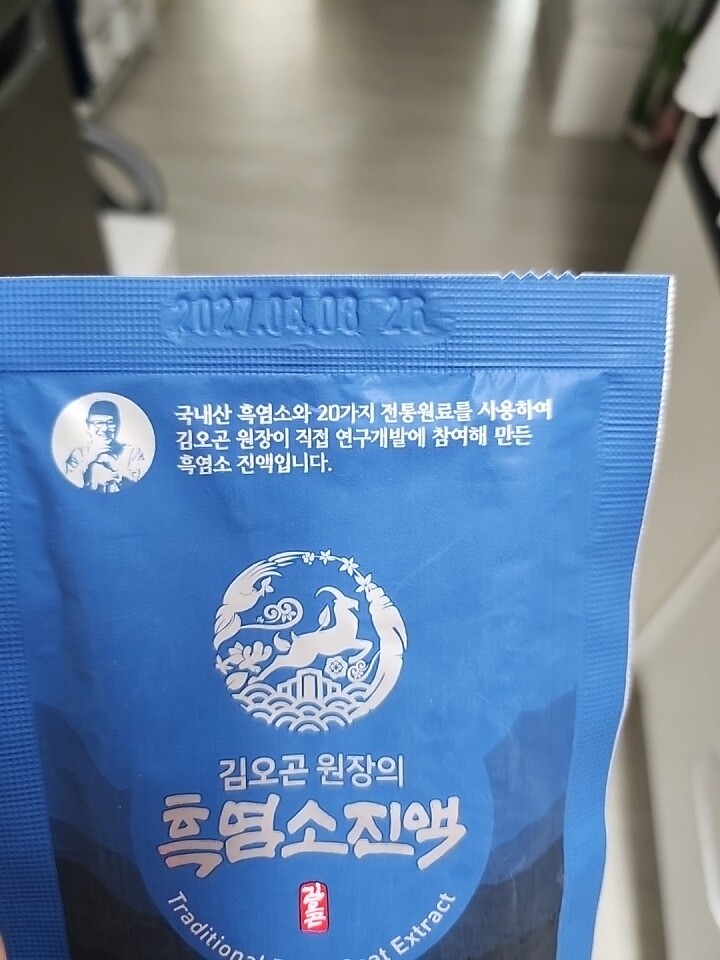 2027.04.08 26
국내산 흑염소와 20가지 전통원료를 사용하여
김오곤 원장이 직접 연구개발에 참여해 만든
흑염소 진액입니다.
김오곤 원장의
흑염소진액
Traditional Goat Extract